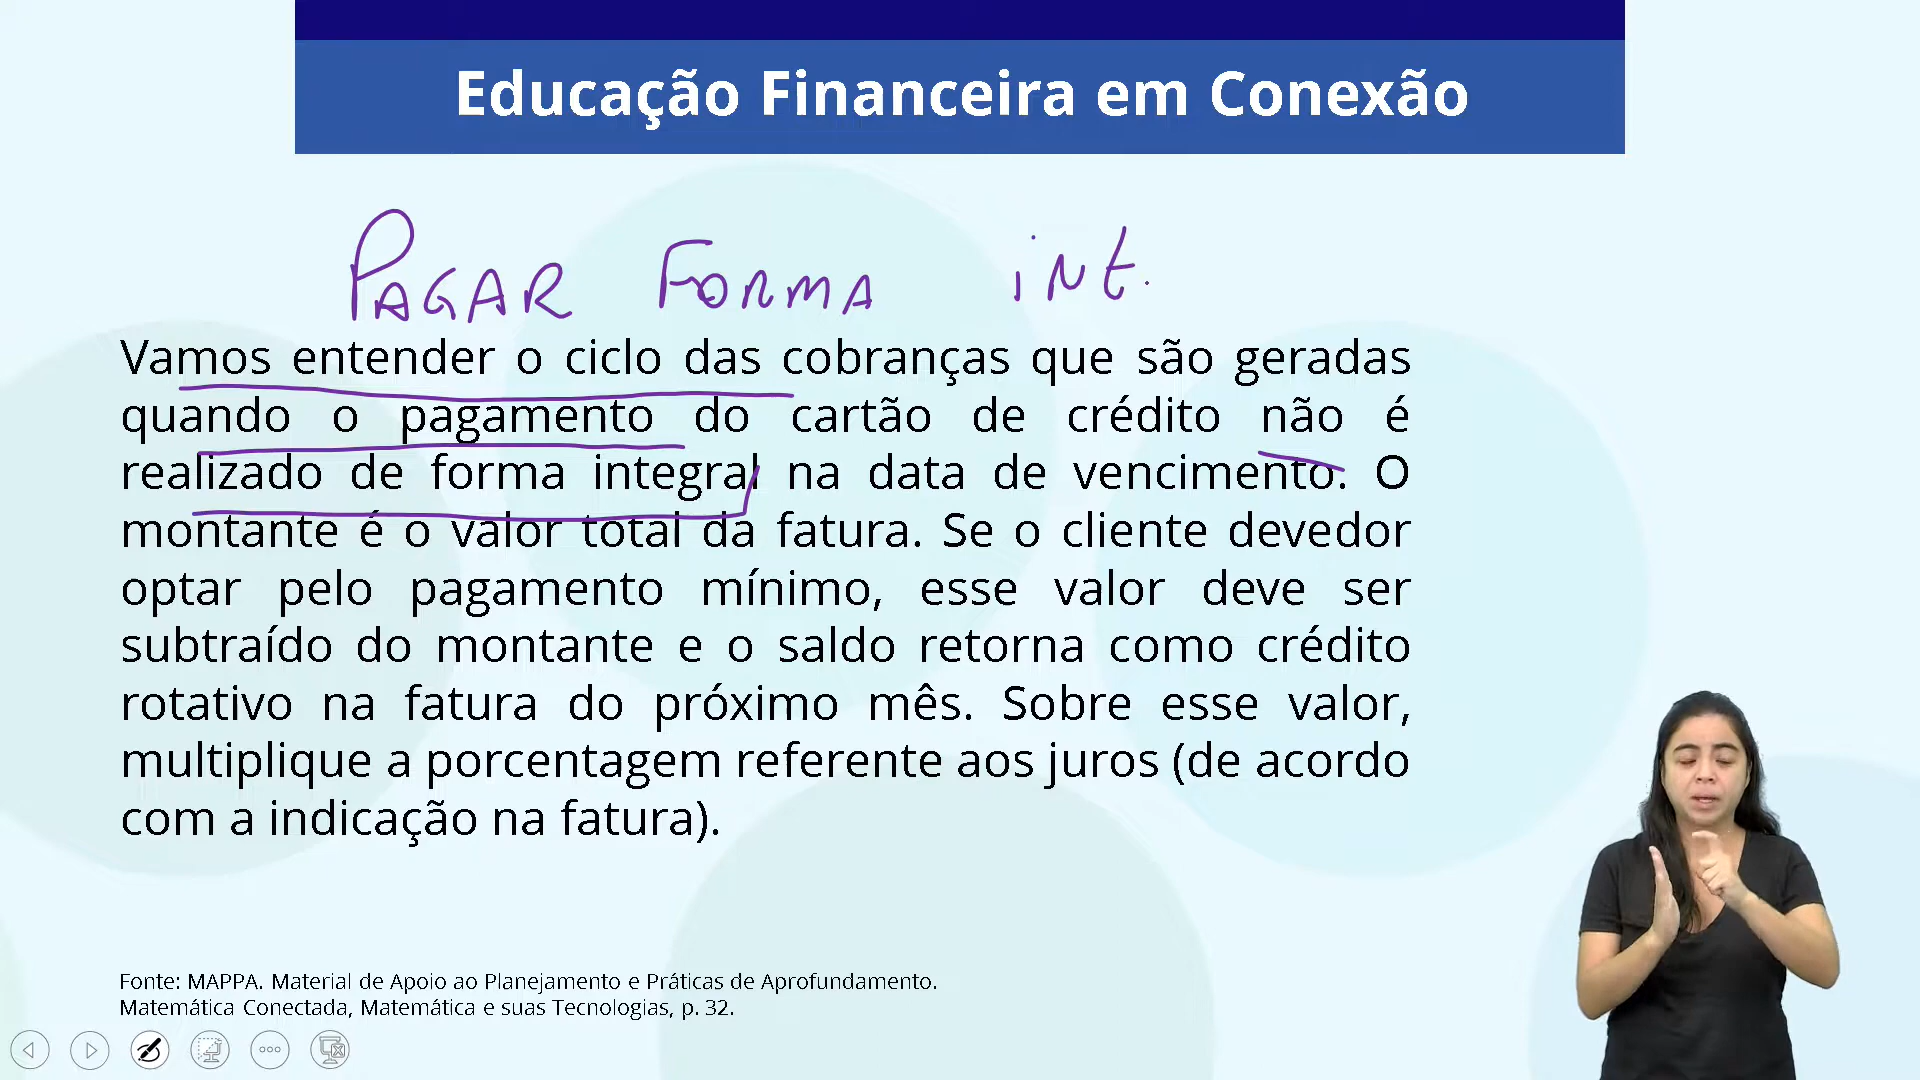 Educação Financeira em Conexão
PAGAR FORMA iNt.
Vamos entender o ciclo das cobranças que são geradas
quando o pagamento do cartão de crédito não é
realizado de forma integral na data de vencimento. O
montante é o valor total da fatura. Se o cliente devedor
optar pelo pagamento mínimo, esse valor deve ser
subtraído do montante e o saldo retorna como crédito
rotativo na fatura do próximo mês. Sobre esse valor,
multiplique a porcentagem referente aos juros (de acordo
com a indicação na fatura).
Fonte: MAPPA. Material de Apoio ao Planejamento e Práticas de Aprofundamento.
Matemática Conectada, Matemática e suas Tecnologias, p. 32.